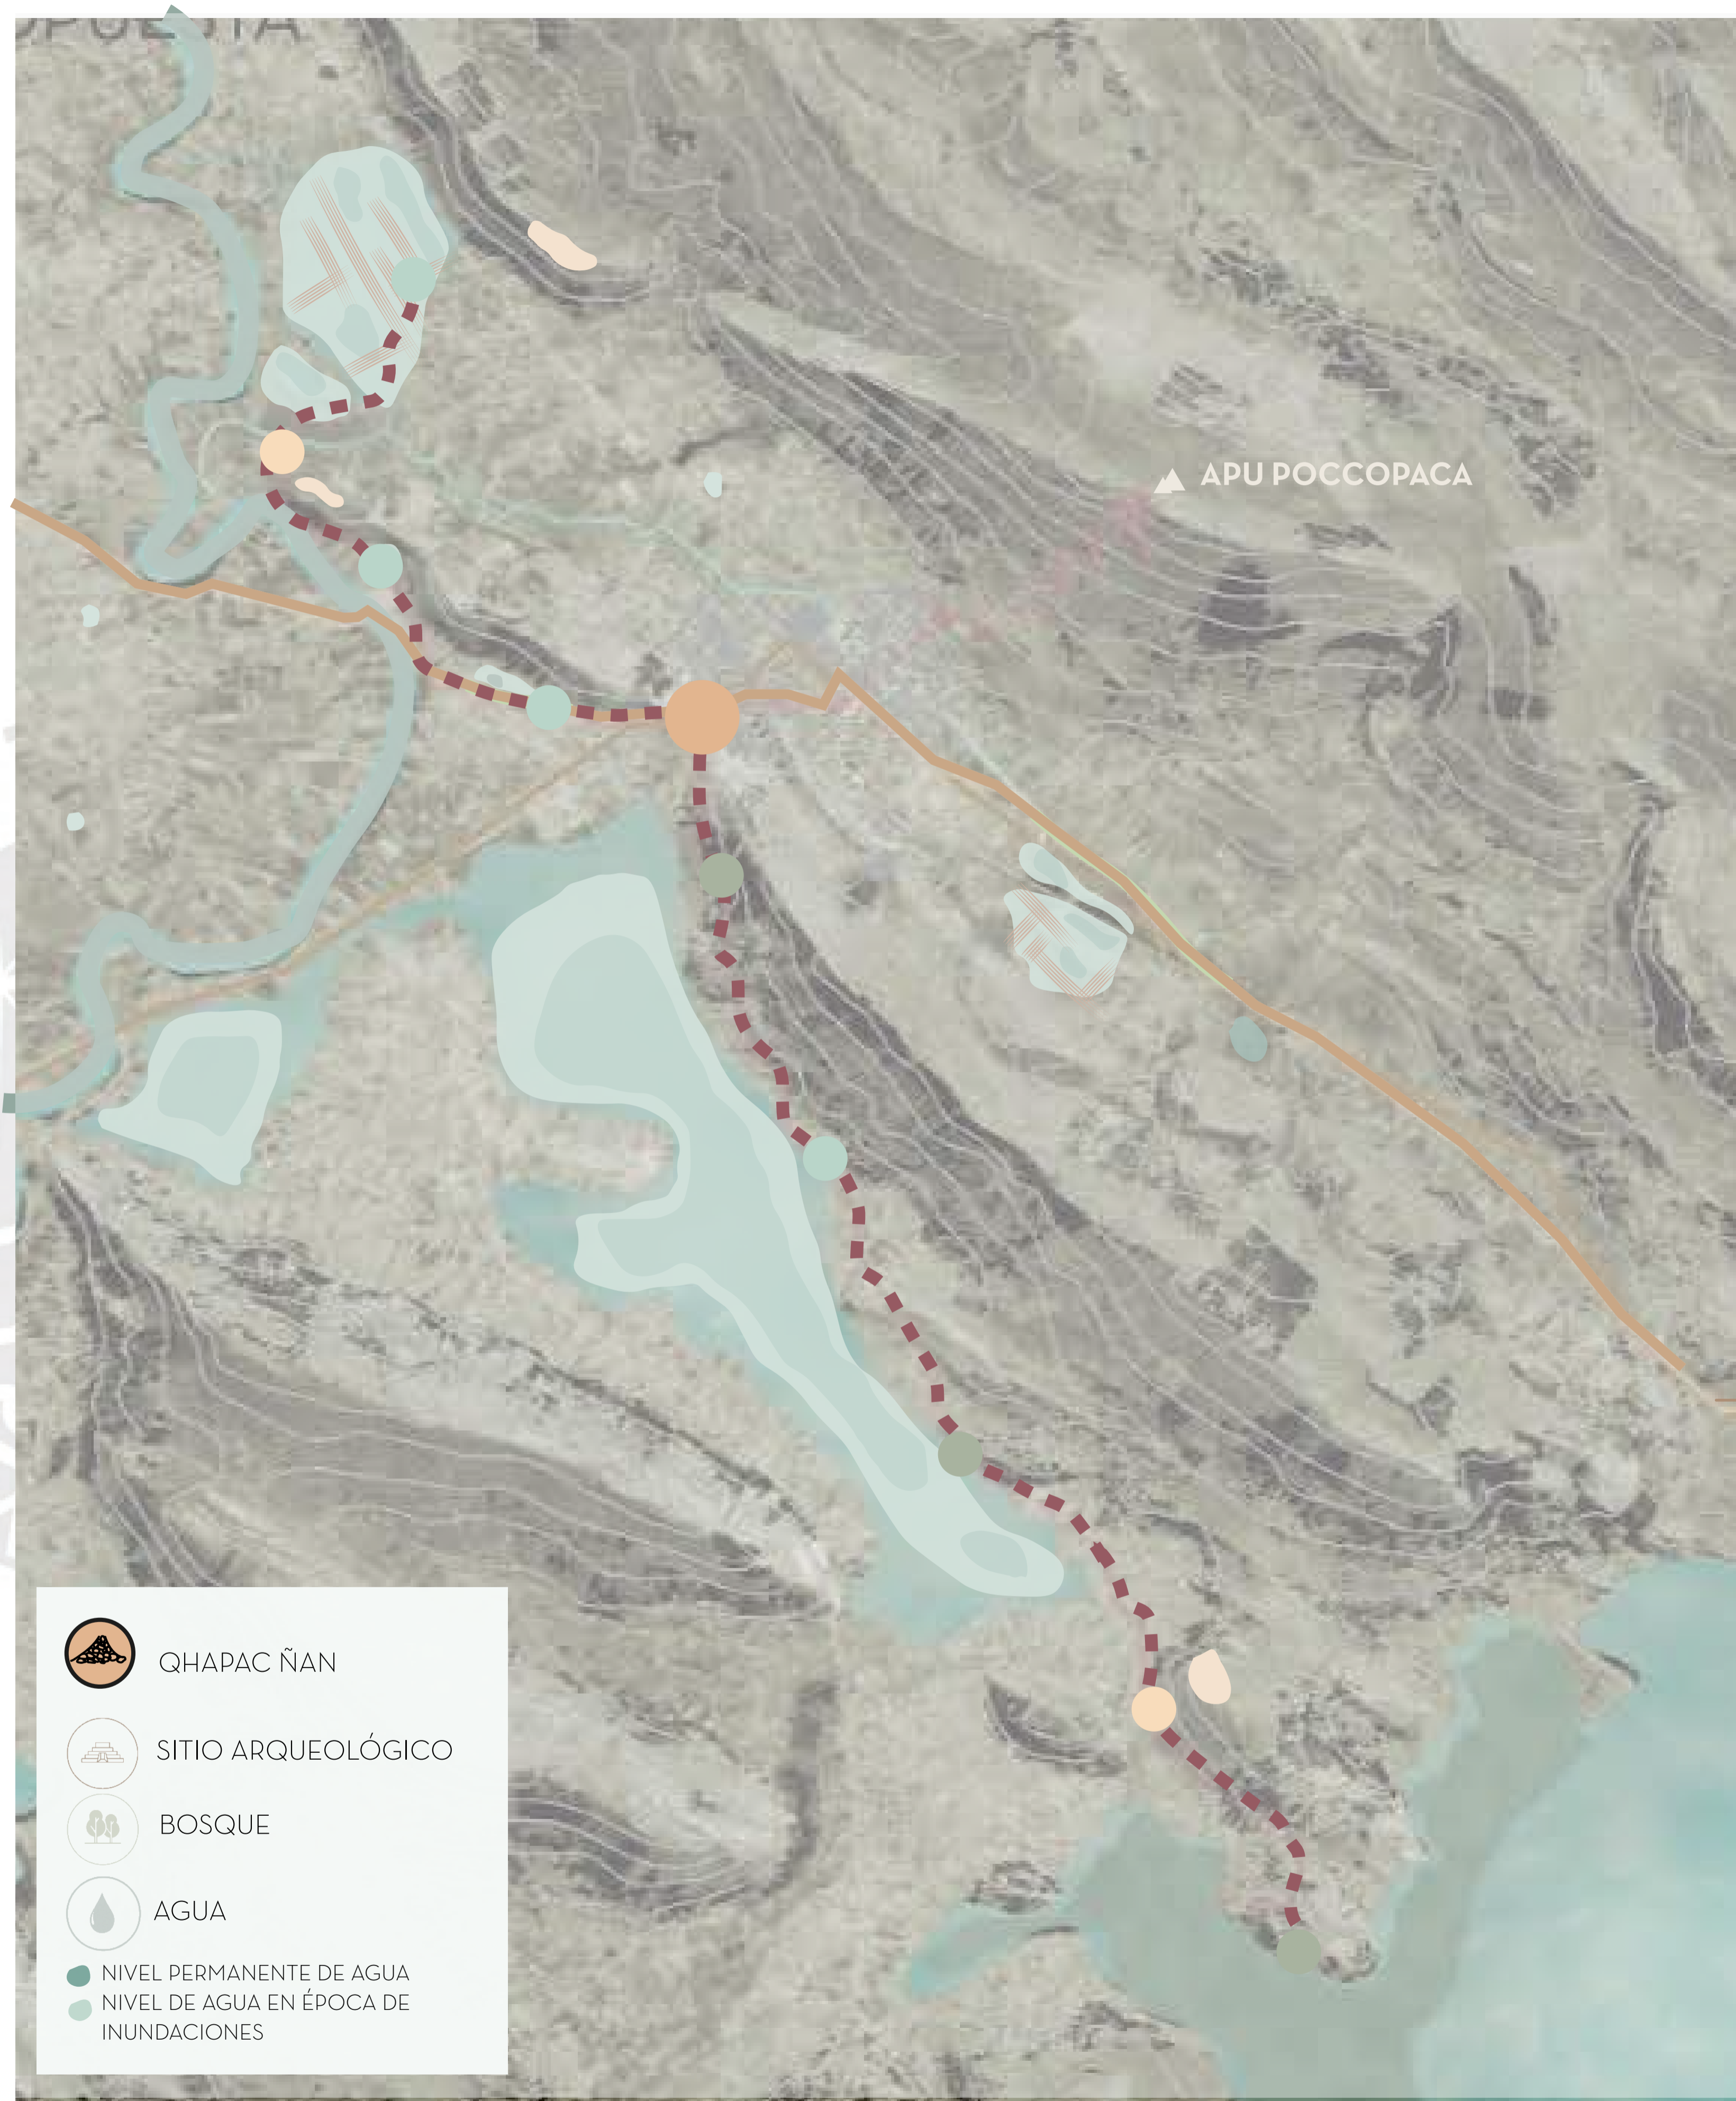 APU POCCOPACA
QHAPAC ÑAN
SITIO ARQUEOLÓGICO
BOSQUE
AGUA
NIVEL PERMANENTE DE AGUA
NIVEL DE AGUA EN ÉPOCA DE
INUNDACIONES